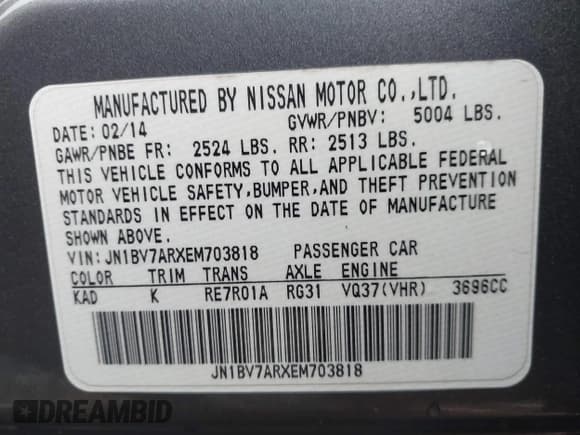 MANUFACTURED BY NISSAN MOTOR CO.,LTD.
DATE: 02/14 GVWR/PNBV: 5004 LBS.
GAWR/PNBE FR: 2524 LBS. RR: 2513 LBS.
THIS VEHICLE CONFORMS TO ALL APPLICABLE FEDERAL
MOTOR VEHICLE SAFETY,BUMPER,AND THEFT PREVENTION
STANDARDS IN EFFECT ON THE DATE OF MANUFACTURE
SHOWN ABOVE.
VIN:JN1BV7ARXEM703818 PASSENGER CAR
COLOR TRIM TRANS AXLE ENGINE
KAD K RE7R01A RG31 VQ37(VHR) 3696CC
JN1BV7ARXEM703818
DREAMBID